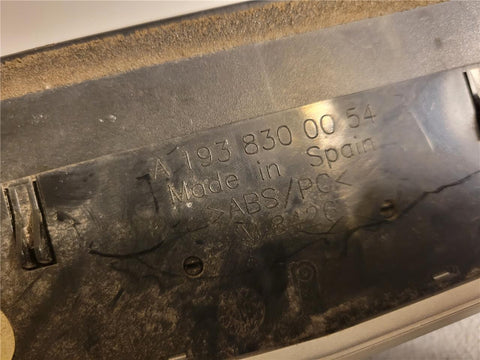 A 193 830 00 54
Made in Spain
>ABS/PC<